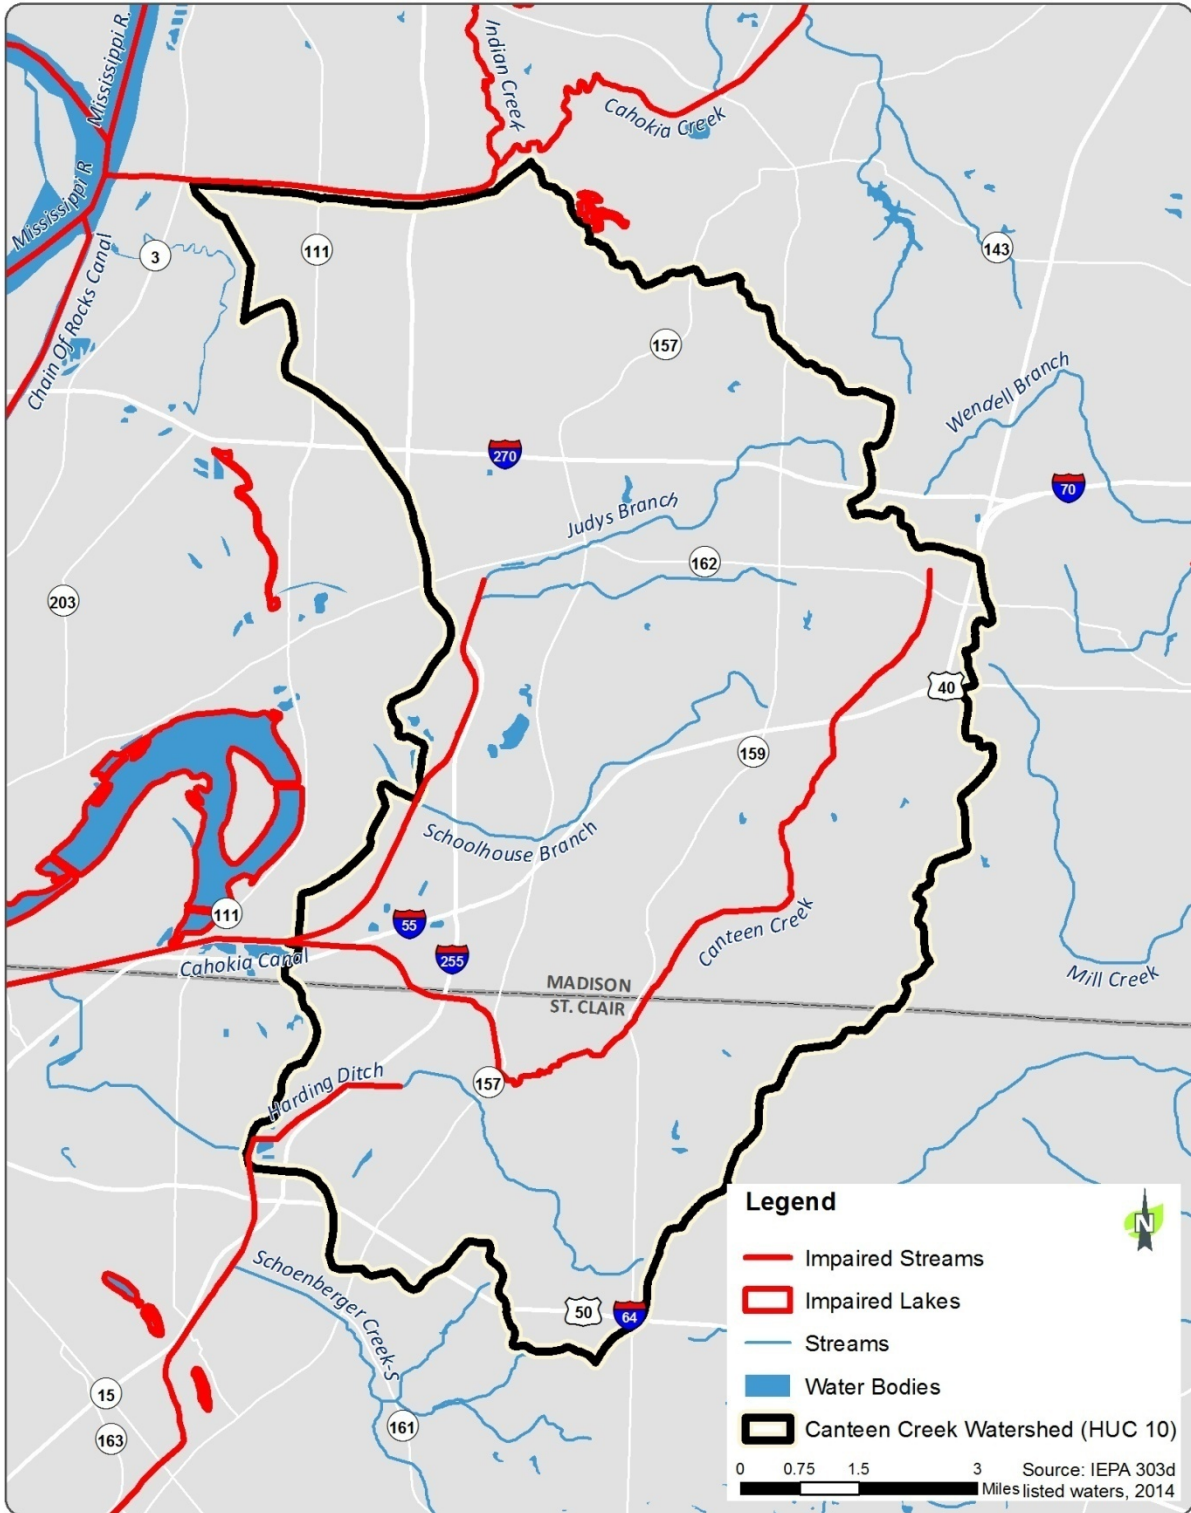 Mississippi R.
Mississippi R
Indian Creek
Cahokia Creek
Chain Of Rocks Canal
3
111
143
157
Wendell Branch
270
70
Judys Branch
162
203
40
159
Schoolhouse Branch
111
55
Canteen Creek
Cahokia Canal
255
MADISON
ST. CLAIR
Mill Creek
Harding Ditch
157
Schoenberger Creek-S
50
64
15
163
161
Legend
N
Impaired Streams
Impaired Lakes
Streams
Water Bodies
Canteen Creek Watershed (HUC 10)
0 0.75 1.5 3
Miles
Source: IEPA 303d
listed waters, 2014